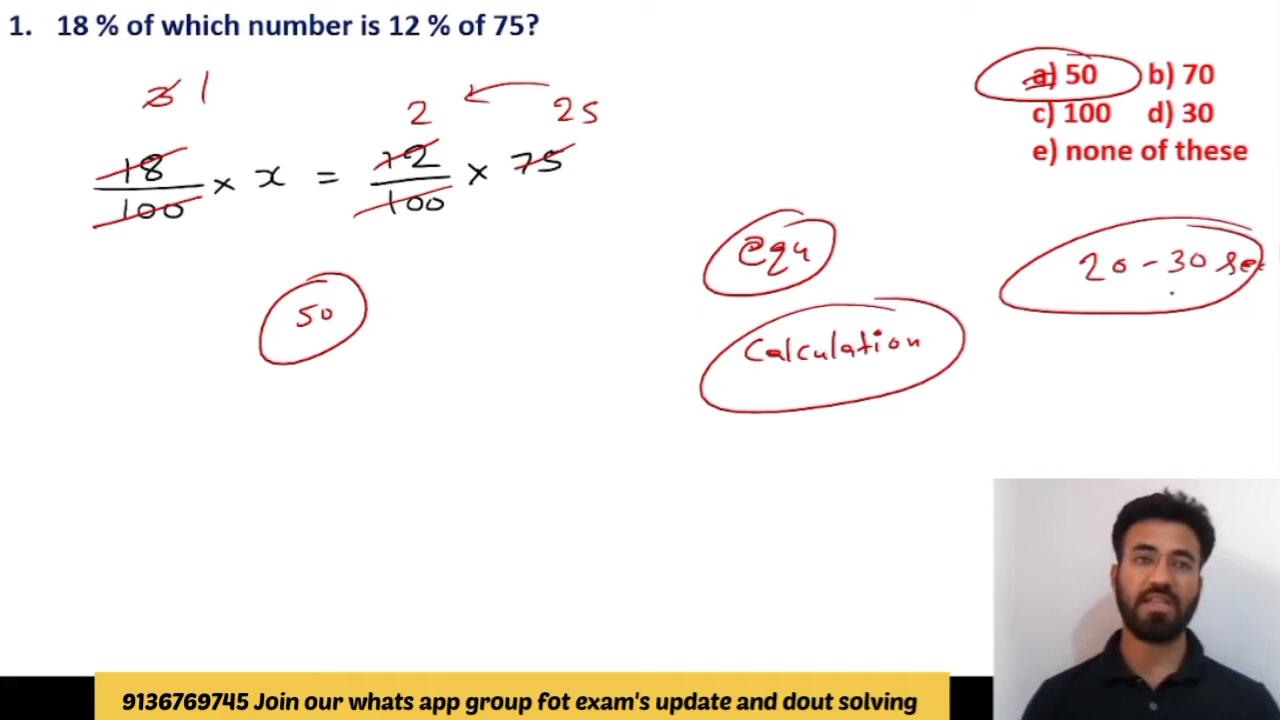 1. 18 % of which number is 12 % of 75?
a) 50 b) 70
c) 100 d) 30
e) none of these
3 1
2 25
18/100 × x = 12/100 × 75
50
equ
20 - 30 sec
Calculation
9136769745 Join our whats app group fot exam's update and dout solving